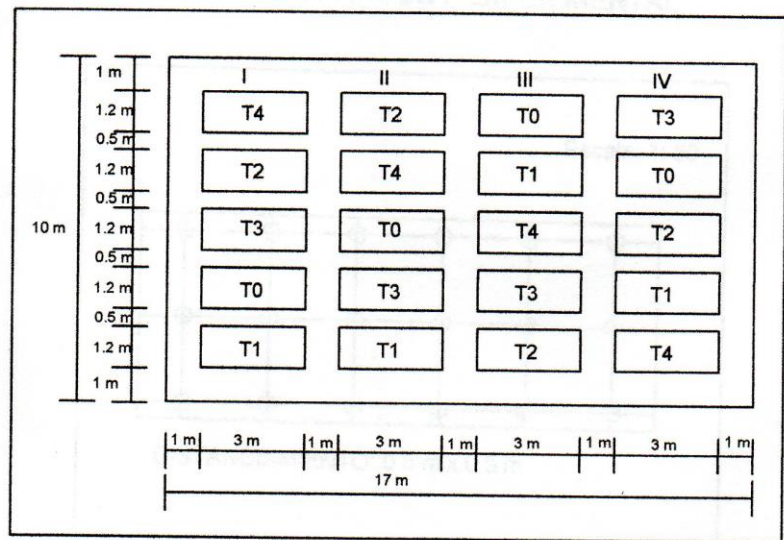 I II III IV
1 m
1.2 m T4 T2 T0 T3
0.5 m
1.2 m T2 T4 T1 T0
0.5 m
10 m 1.2 m T3 T0 T4 T2
0.5 m
1.2 m T0 T3 T3 T1
0.5 m
1.2 m T1 T1 T2 T4
1 m
1 m 3 m 1 m 3 m 1 m 3 m 1 m 3 m 1 m
17 m